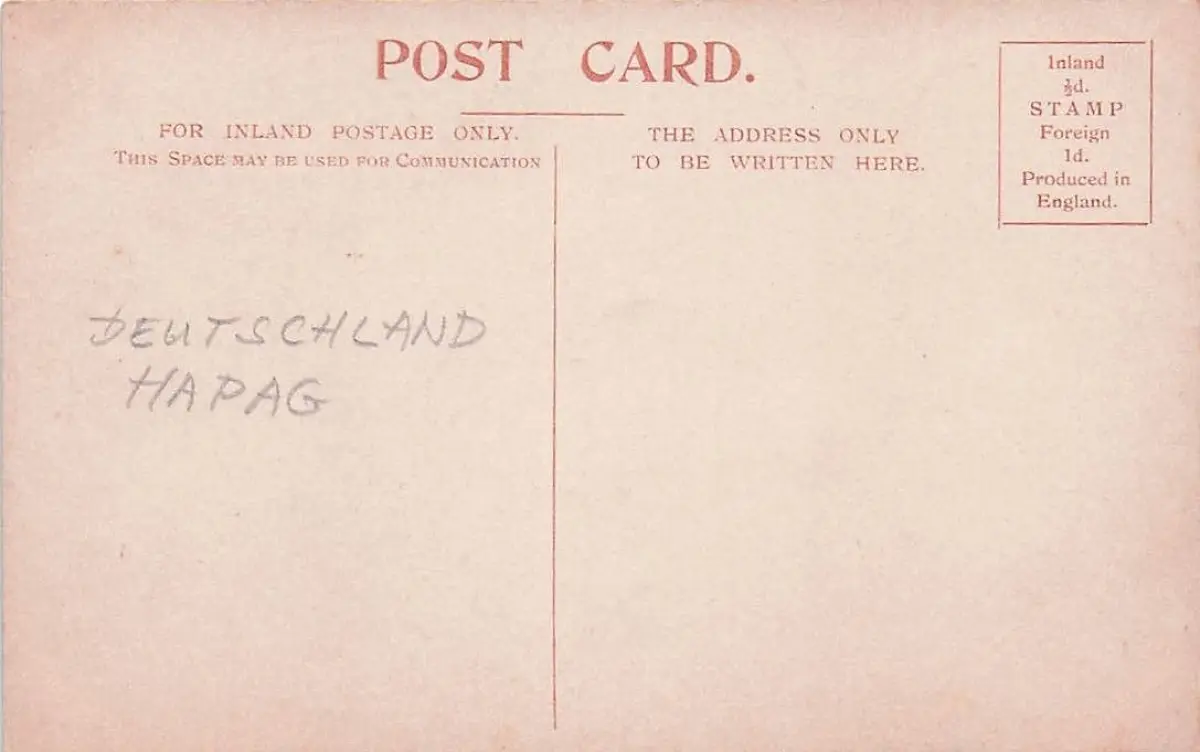 POST CARD.
FOR INLAND POSTAGE ONLY.
THIS SPACE MAY BE USED FOR COMMUNICATION
THE ADDRESS ONLY
TO BE WRITTEN HERE.
Inland
½d.
STAMP
Foreign
1d.
Produced in
England.
DEUTSCHLAND
HAPAG